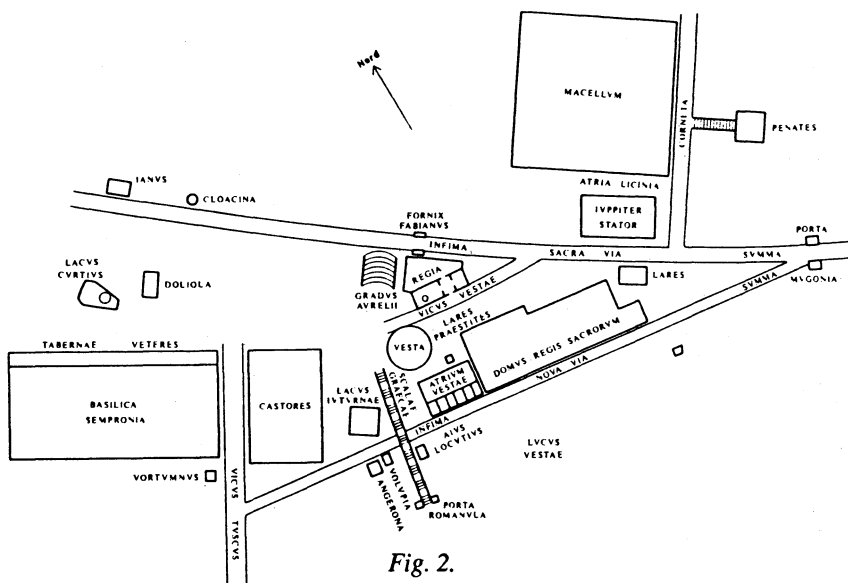 Nord
MACELLVM
CORNETA
PENATES
IANVS
CLOACINA
ATRIA LICINIA
FORNIX
FABIANVS
IVPPITER
STATOR
PORTA
INFIMA
SACRA VIA
SVMMA
LACVS
CVRTIVS
DOLIOLA
GRADVS
AVRELII
REGIA
LARES
MVGONIA
SVMMA
VICVS VESTAE
LARES
PRAESTITES
VESTA
DOMVS REGIS SACRORVM
TABERNAE VETERES
SCALAE
GRAECAE
ATRIVM
VESTAE
NOVA VIA
BASILICA
SEMPRONIA
CASTORES
LACVS
IVTVRNAE
INFIMA
AIVS
LOCVTIVS
LVCVS
VESTAE
VORTVMNVS
VICVS TVSCVS
VOLVPIA
ANGERONA
PORTA
ROMANVLA
Fig. 2.